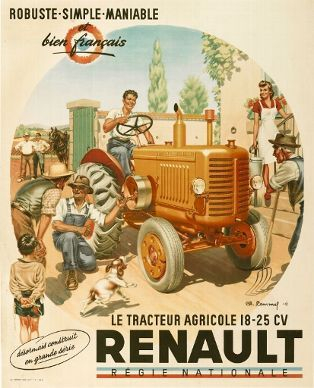 ROBUSTE-SIMPLE-MANIABLE
et
bien français
LE TRACTEUR AGRICOLE 18-25 CV
désormais construit
en grande série
RENAULT
RÉGIE NATIONALE